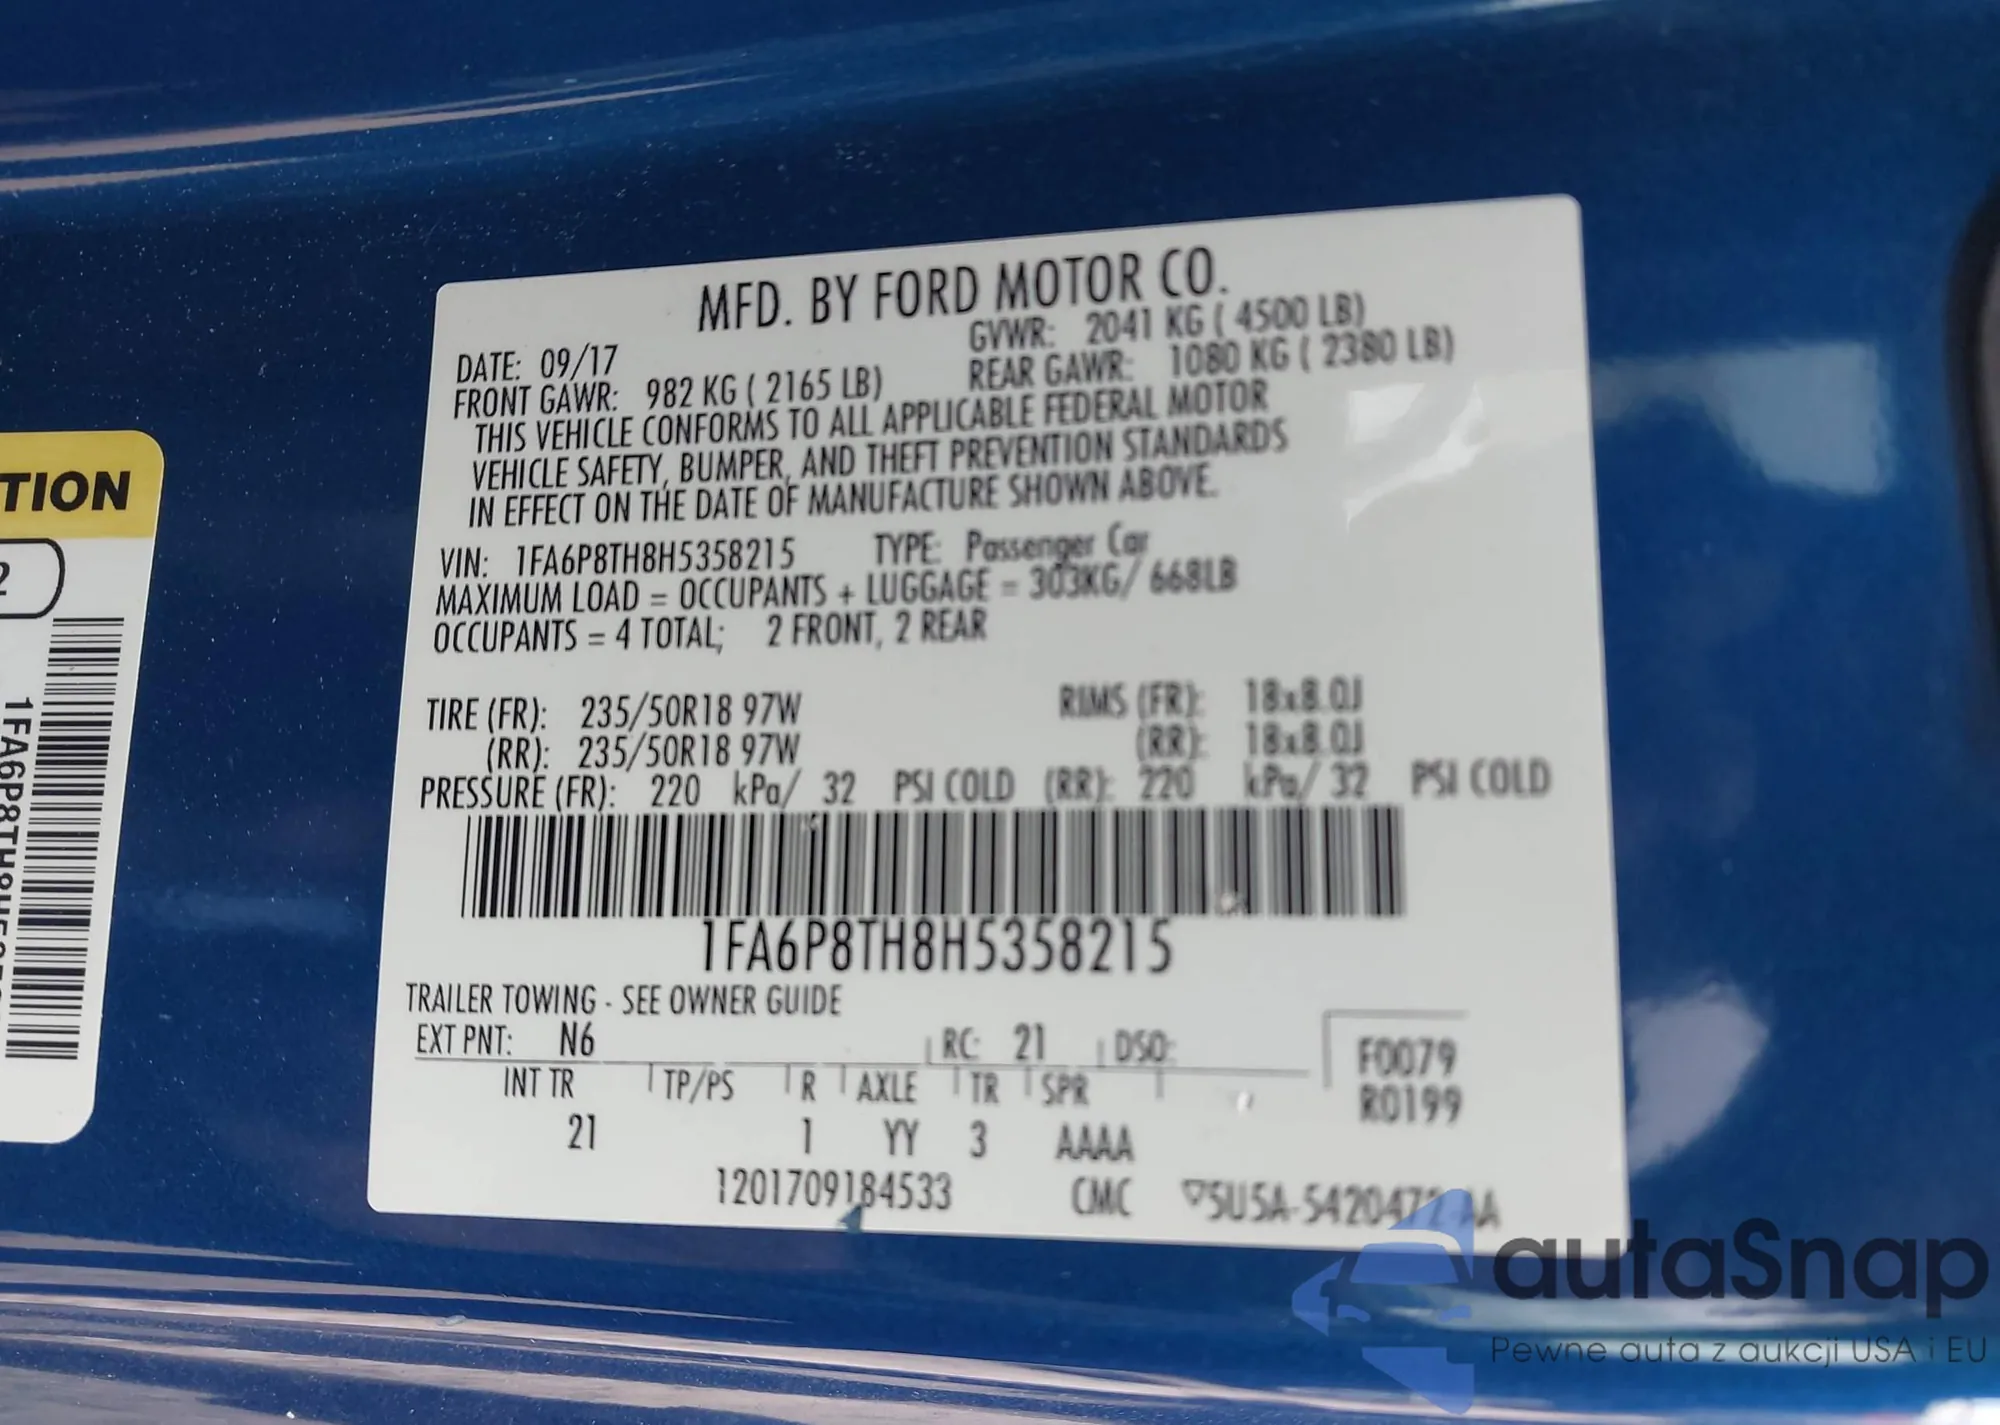 MFD. BY FORD MOTOR CO.
DATE: 09/17
GVWR: 2041 KG ( 4500 LB)
FRONT GAWR: 982 KG ( 2165 LB)
REAR GAWR: 1080 KG ( 2380 LB)
THIS VEHICLE CONFORMS TO ALL APPLICABLE FEDERAL MOTOR
VEHICLE SAFETY, BUMPER, AND THEFT PREVENTION STANDARDS
IN EFFECT ON THE DATE OF MANUFACTURE SHOWN ABOVE.
VIN: 1FA6P8TH8H5358215 TYPE: Passenger Car
MAXIMUM LOAD = OCCUPANTS + LUGGAGE = 303KG/ 668LB
OCCUPANTS = 4 TOTAL; 2 FRONT, 2 REAR
TIRE (FR): 235/50R18 97W RIMS (FR): 18x8.0J
(RR): 235/50R18 97W (RR): 18x8.0J
PRESSURE (FR): 220 kPa/ 32 PSI COLD (RR): 220 kPa/ 32 PSI COLD
1FA6P8TH8H5358215
TRAILER TOWING - SEE OWNER GUIDE
EXT PNT: N6 RC: 21 DSO:
F0079
R0199
INT TR TP/PS R AXLE TR SPR
21 1 YY 3 AAAA
1201709184533 CMC 5U5A-5420472-AA
TION
2
autaSnap
Pewne auta z aukcji USA i EU